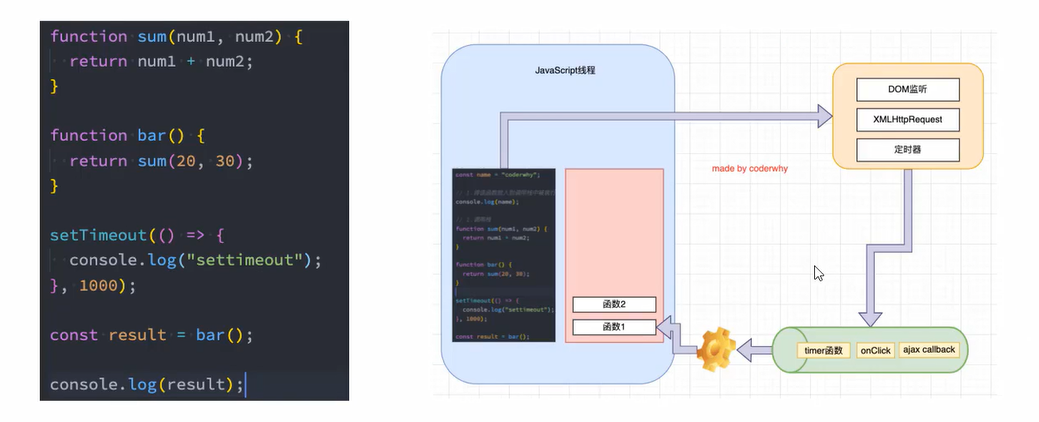 function sum(num1, num2) {
return num1 + num2;
}
function bar() {
return sum(20, 30);
}
setTimeout(() => {
console.log("settimeout");
}, 1000);
const result = bar();
console.log(result);
JavaScript线程
const name = "coderwhy";
console.log(name);
function sum(num1, num2) {
return num1 + num2;
}
function bar() {
return sum(20, 30);
}
setTimeout(() => {
console.log("settimeout");
}, 1000);
const result = bar();
函数2
函数1
DOM监听
XMLHttpRequest
定时器
made by coderwhy
timer函数
onClick
ajax callback